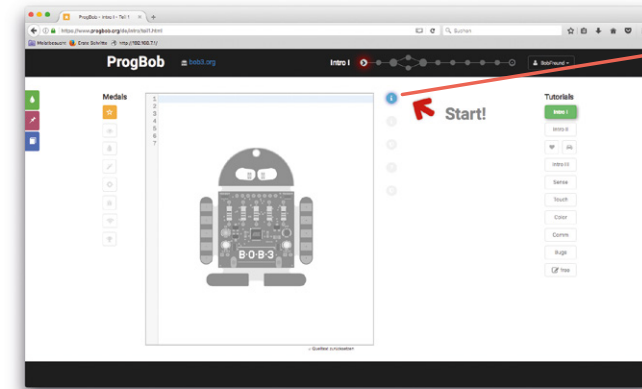 ProgBob - Intro I - Teil 1
https://www.progbob.org/de/intro/teil1.html
Suchen
Meistbesucht
Erste Schritte
http://192.168.7.1/
ProgBob
bob3.org
Intro I
BobFreund
Medals
1
2
3
4
5
6
7
B·O·B·3
Start!
Tutorials
Intro I
Intro II
Intro III
Sense
Touch
Color
Comm
Bugs
free